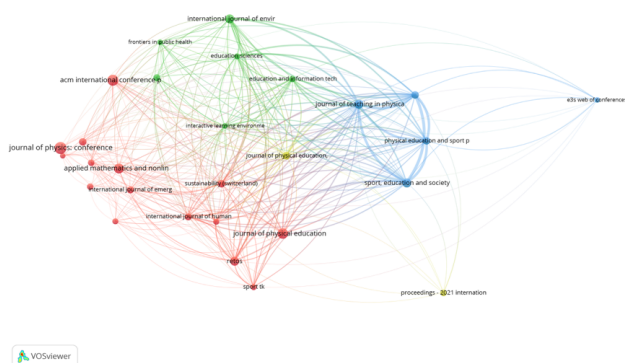 international journal of envir
frontiers in public health
education sciences
acm international conference p
education and information tech
journal of teaching in physica
e3s web of conferences
interactive learning environme
physical education and sport p
journal of physics: conference
journal of physical education
applied mathematics and nonlin
sustainability (switzerland)
sport, education and society
international journal of emerg
international journal of human
journal of physical education
retos
sport tk
proceedings - 2021 internation
VOSviewer